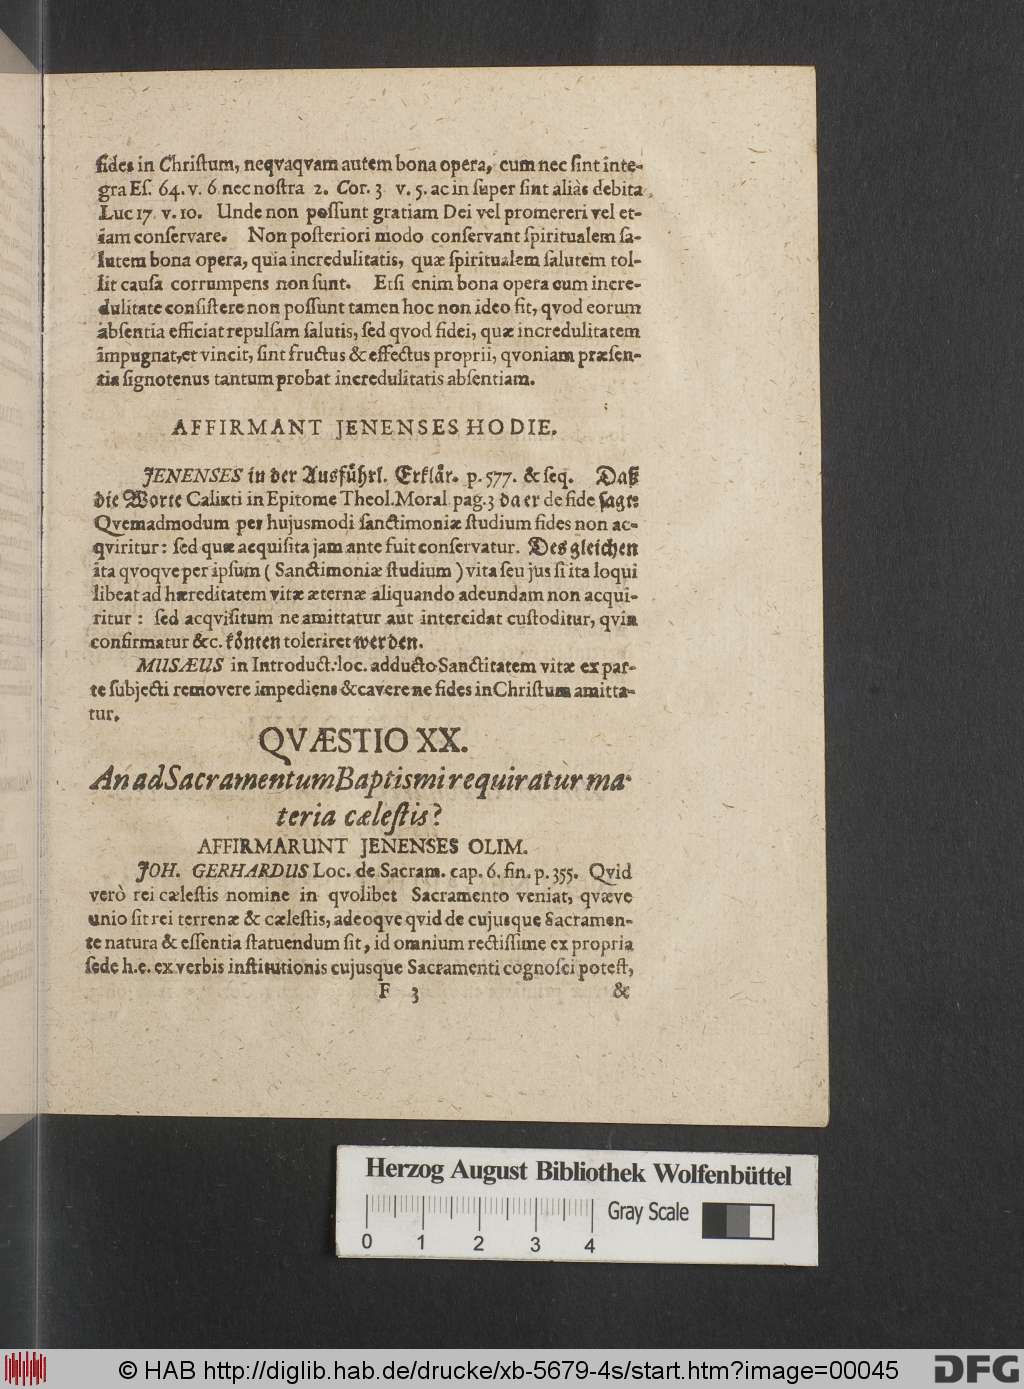 fides in Chriſtum, neqvaqvam autem bona opera, cum nec ſint inte-
gra Eſ. 64. v. 6 nec noſtra 2. Cor. 3 v. 5. ac in ſuper ſint aliàs debita
Luc 17 v. 10. Unde non poſſunt gratiam Dei vel promereri vel et-
iam conſervare. Non poſteriori modo conſervant ſpiritualem ſa-
lutem bona opera, quia incredulitatis, quæ ſpiritualem ſalutem tol-
lit cauſa corrumpens non ſunt. Etſi enim bona opera cum incre-
dulitate conſiſtere non poſſunt tamen hoc non ideo fit, qvod eorum
abſentia efficiat repulſam ſalutis, ſed qvod fidei, quæ incredulitatem
impugnat, et vincit, ſint fructus & effectus proprii, qvoniam præſen-
tia ſignotenus tantum probat incredulitatis abſentiam.
AFFIRMANT JENENSES HODIE.
JENENSES in der Ausführl. Erklär. p. 577. & ſeq. Daß
die Worte Calixti in Epitome Theol. Moral pag. 3 da er de fide ſagt:
Qvemadmodum per hujusmodi ſanctimoniæ ſtudium fides non ac-
qviritur: ſed quæ acquiſita jam ante fuit conſervatur. Desgleichen
ita qvoqve per ipſum ( Sanctimoniæ ſtudium ) vita ſeu jus ſi ita loqui
libeat ad hæreditatem vitæ æternæ aliquando adeundam non acqui-
ritur : ſed acqviſitum ne amittatur aut intercidat cuſtoditur, qvin
confirmatur &c. könten toleriret werden.
MUSÆUS in Introduct. loc. adducto Sanctitatem vitæ ex par-
te ſubjecti removere impediens & cavere ne fides in Chriſtum amitta-
tur.
QVÆSTIO XX.
An ad Sacramentum Baptismi requiratur ma-
teria cæleſtis?
AFFIRMARUNT JENENSES OLIM.
JOH. GERHARDUS Loc. de Sacram. cap. 6. fin. p. 355. Qvid
verò rei cæleſtis nomine in qvolibet Sacramento veniat, qvæve
unio ſit rei terrenæ & cæleſtis, adeoqve qvid de cujusque Sacramen-
te natura & eſſentia ſtatuendum ſit, id omnium rectiſſime ex propria
ſede h. e. ex verbis inſtitutionis cujusque Sacramenti cognoſci poteſt,
F 3 &
Herzog August Bibliothek Wolfenbüttel
0 1 2 3 4 Gray Scale
© HAB http://diglib.hab.de/drucke/xb-5679-4s/start.htm?image=00045 DFG